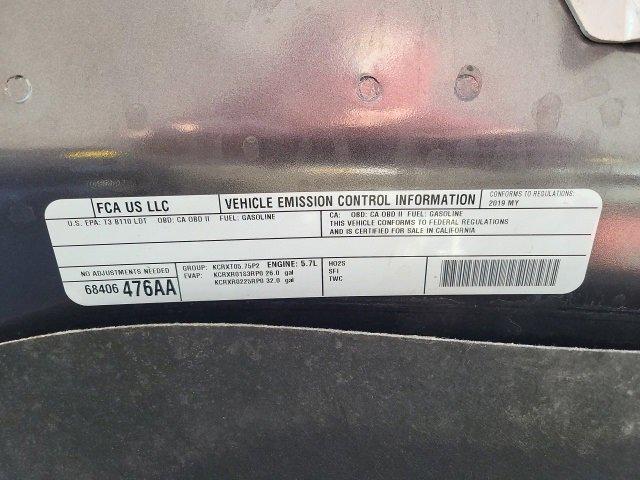 FCA US LLC
VEHICLE EMISSION CONTROL INFORMATION
CONFORMS TO REGULATIONS:
2019 MY
U.S. EPA: T3 B110 LDT OBD: CA OBD II FUEL: GASOLINE
CA: OBD: CA OBD II FUEL: GASOLINE
THIS VEHICLE CONFORMS TO FEDERAL REGULATIONS
AND IS CERTIFIED FOR SALE IN CALIFORNIA
NO ADJUSTMENTS NEEDED
68406 476AA
GROUP: KCRXT05.75P2 ENGINE: 5.7L
EVAP: KCRXR0183RP0 26.0 gal
KCRXR0225RP0 32.0 gal
HO2S
SFI
TWC